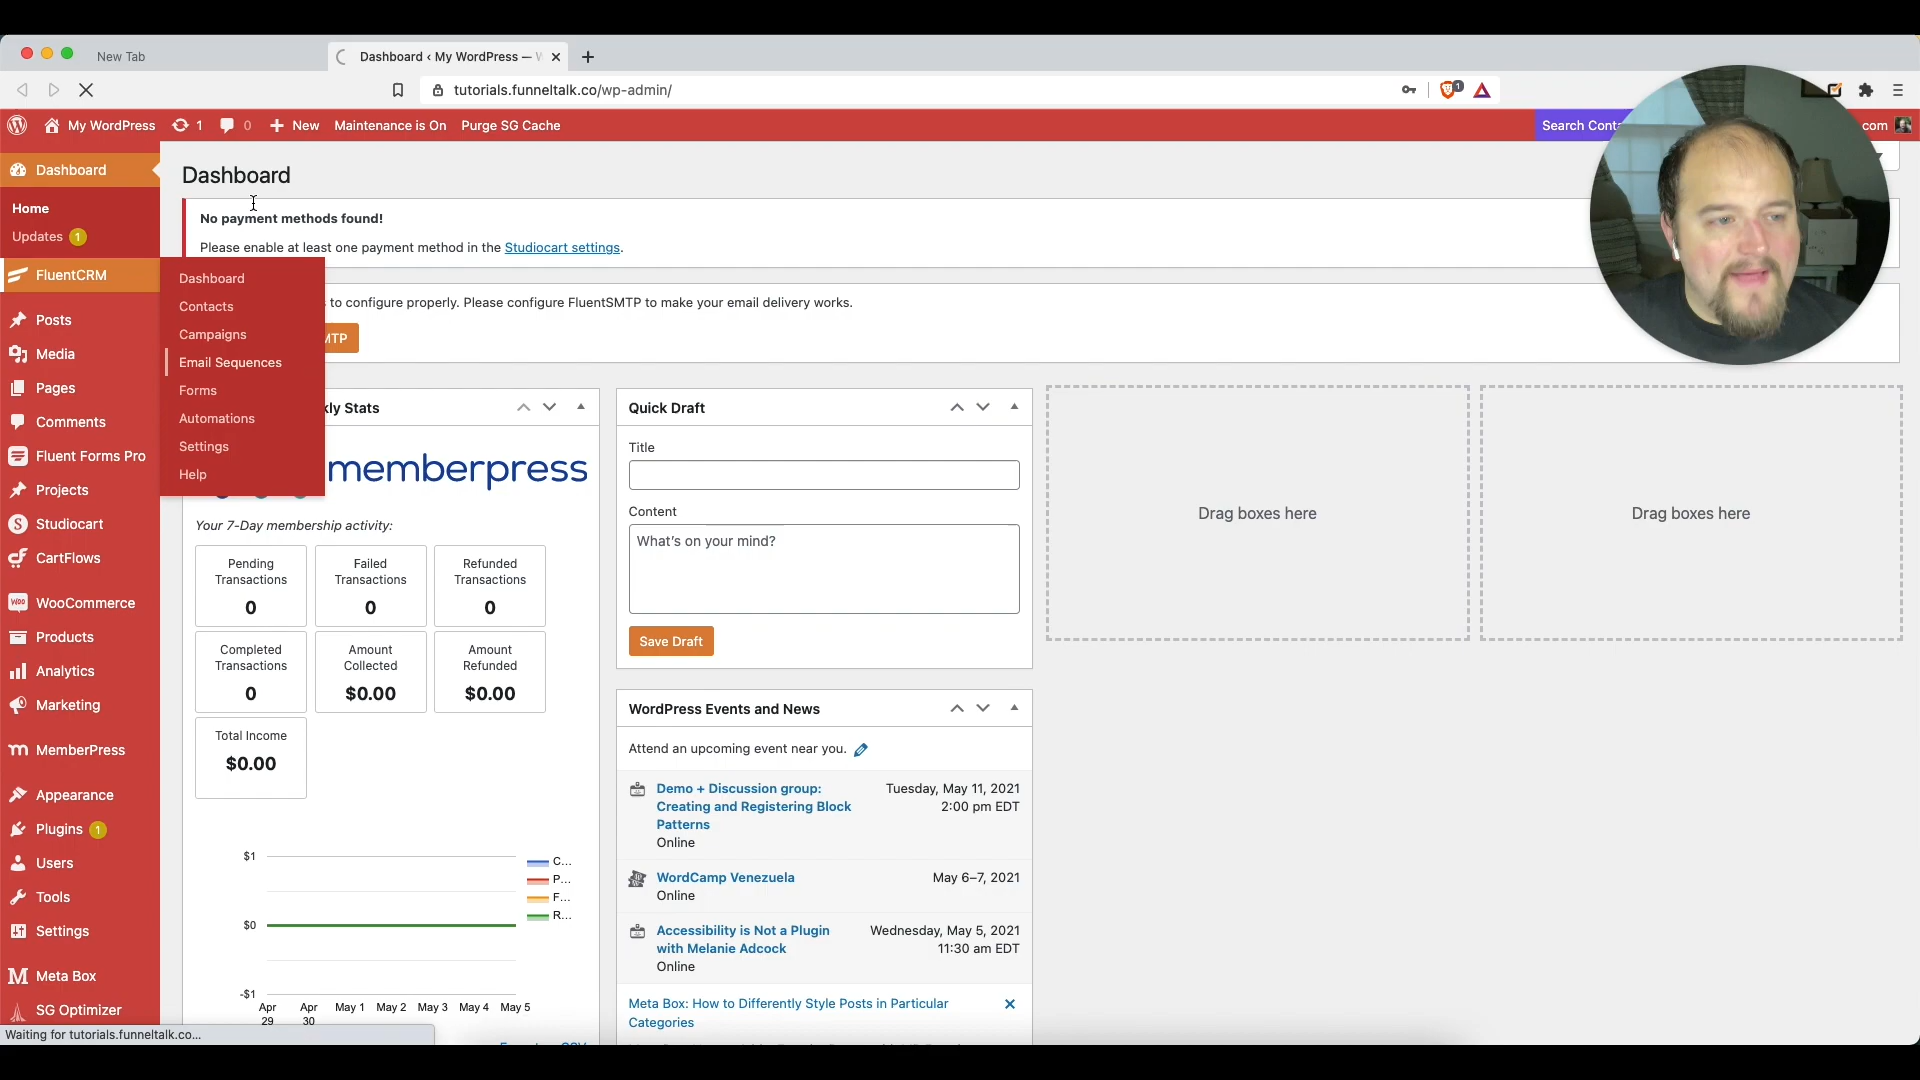 New Tab
Dashboard ‹ My WordPress —
tutorials.funneltalk.co/wp-admin/
1
My WordPress
1
0
New
Maintenance is On
Purge SG Cache
Search Conta
com
Dashboard
Home
Updates 1
FluentCRM
Posts
Media
Pages
Comments
Fluent Forms Pro
Projects
Studiocart
CartFlows
WooCommerce
Products
Analytics
Marketing
MemberPress
Appearance
Plugins 1
Users
Tools
Settings
Meta Box
SG Optimizer
Waiting for tutorials.funneltalk.co...
Dashboard
Contacts
Campaigns
Email Sequences
Forms
Automations
Settings
Help
Dashboard
No payment methods found!
Please enable at least one payment method in the Studiocart settings.
to configure properly. Please configure FluentSMTP to make your email delivery works.
MTP
kly Stats
memberpress
Your 7-Day membership activity:
Pending Transactions
0
Failed Transactions
0
Refunded Transactions
0
Completed Transactions
0
Amount Collected
$0.00
Amount Refunded
$0.00
Total Income
$0.00
$1
$0
-$1
C...
P...
F...
R...
Apr 29
Apr 30
May 1
May 2
May 3
May 4
May 5
Quick Draft
Title
Content
What's on your mind?
Save Draft
WordPress Events and News
Attend an upcoming event near you.
Demo + Discussion group:
Creating and Registering Block
Patterns
Online
Tuesday, May 11, 2021
2:00 pm EDT
WordCamp Venezuela
Online
May 6–7, 2021
Accessibility is Not a Plugin
with Melanie Adcock
Online
Wednesday, May 5, 2021
11:30 am EDT
Meta Box: How to Differently Style Posts in Particular
Categories
Drag boxes here
Drag boxes here